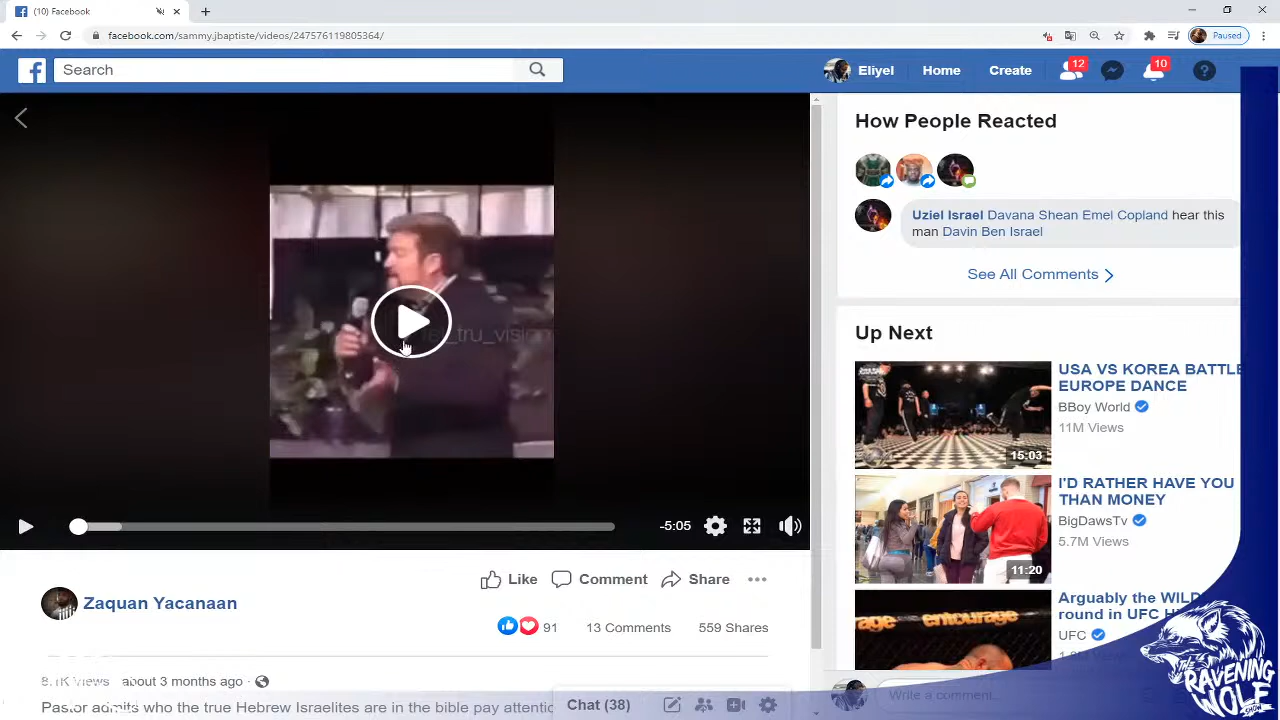 (10) Facebook
facebook.com/sammy.jbaptiste/videos/247576119805364/
Paused
Search
Eliyel
Home
Create
12
10
How People Reacted
Uziel Israel Davana Shean Emel Copland hear this
man Davin Ben Israel
See All Comments
Up Next
USA VS KOREA BATTLE
EUROPE DANCE
BBoy World
11M Views
15:03
I'D RATHER HAVE YOU
THAN MONEY
BigDawsTv
5.7M Views
11:20
Arguably the WILD
round in UFC
UFC
entourage
_tru_vision
-5:05
Like
Comment
Share
Zaquan Yacanaan
91
13 Comments
559 Shares
Views
about 3 months ago
Pastor admits who the true Hebrew Israelites are in the bible pay attentic
Chat (38)
Write a comment...
THE
RAVENING
WOLF